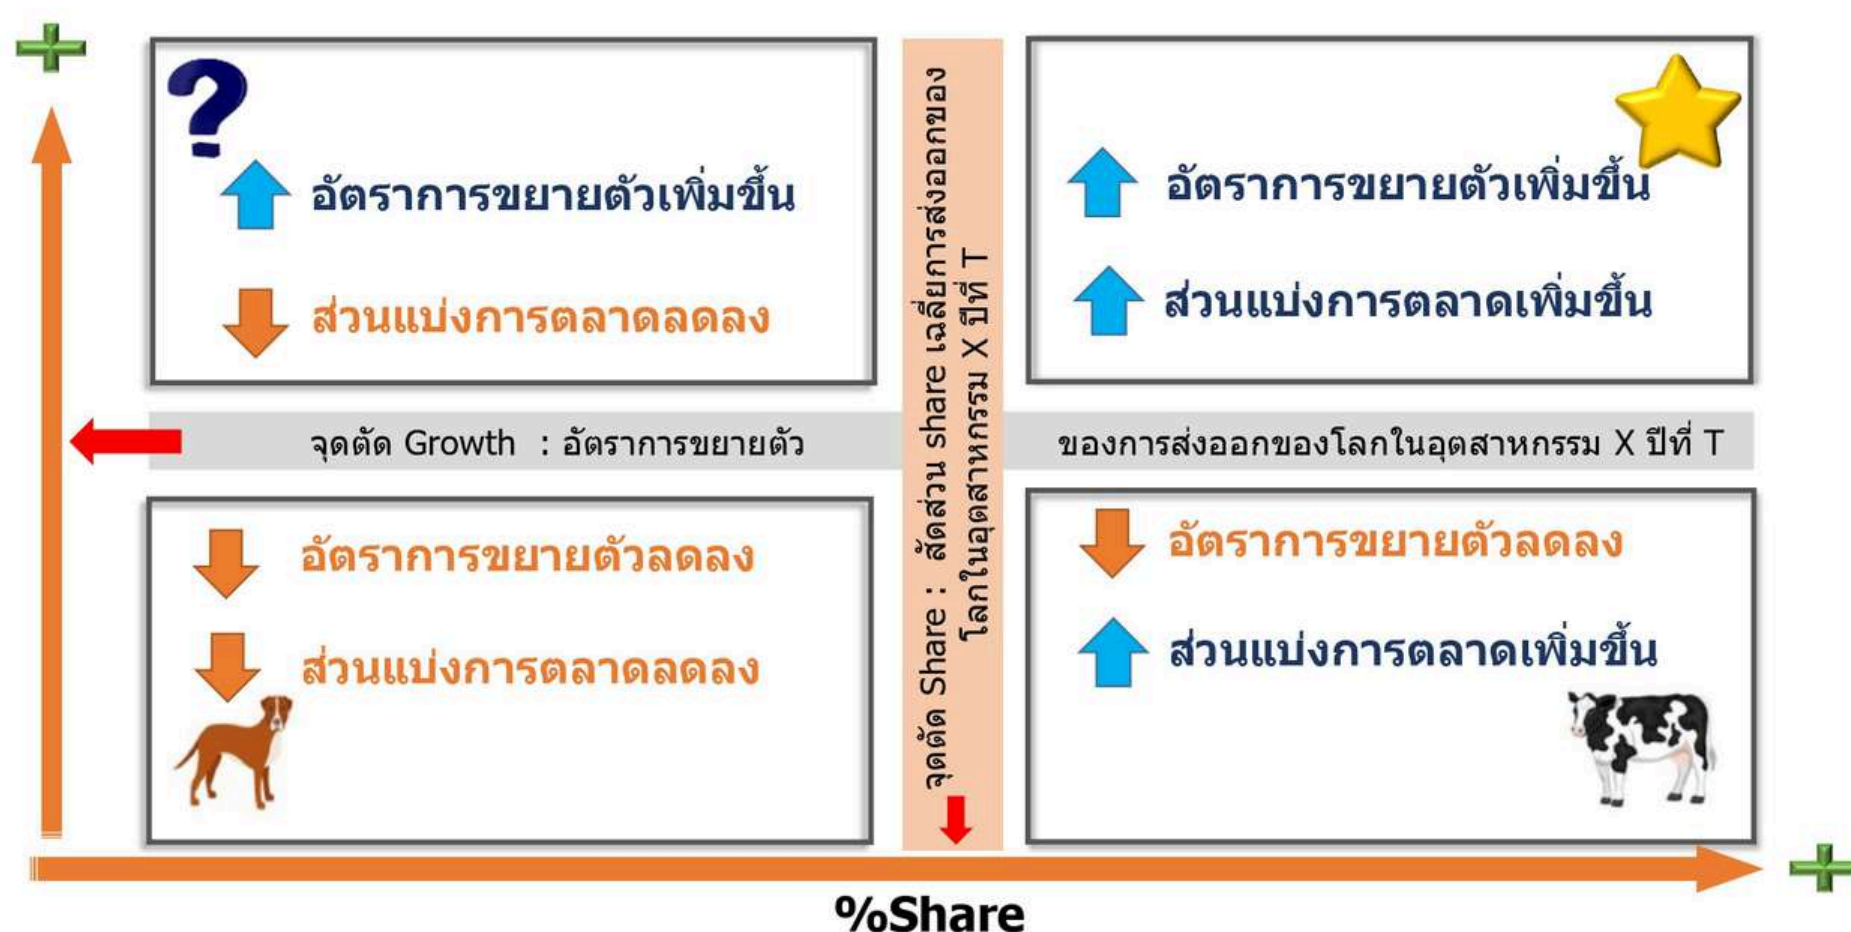 ?
อัตราการขยายตัวเพิ่มขึ้น
ส่วนแบ่งการตลาดลดลง
อัตราการขยายตัวเพิ่มขึ้น
ส่วนแบ่งการตลาดเพิ่มขึ้น
จุดตัด Growth : อัตราการขยายตัว
ของการส่งออกของโลกในอุตสาหกรรม X ปีที่ T
จุดตัด Share : สัดส่วน share เฉลี่ยการส่งออกของ
โลกในอุตสาหกรรม X ปีที่ T
อัตราการขยายตัวลดลง
ส่วนแบ่งการตลาดลดลง
อัตราการขยายตัวลดลง
ส่วนแบ่งการตลาดเพิ่มขึ้น
%Share